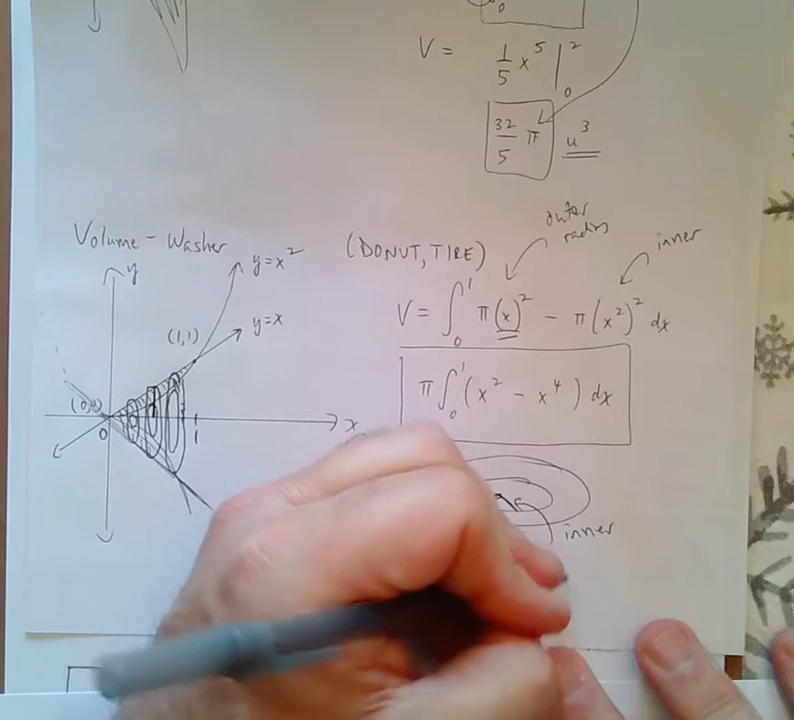 0
V = 1/5 x^5 |_0^2
32/5 π u^3
Volume - Washer
(DONUT, TIRE)
outer radius
inner
y
y=x^2
y=x
(1,1)
(0,0)
0
1
x
V = ∫_0^1 π(x)^2 - π(x^2)^2 dx
π∫_0^1 (x^2 - x^4) dx
inner